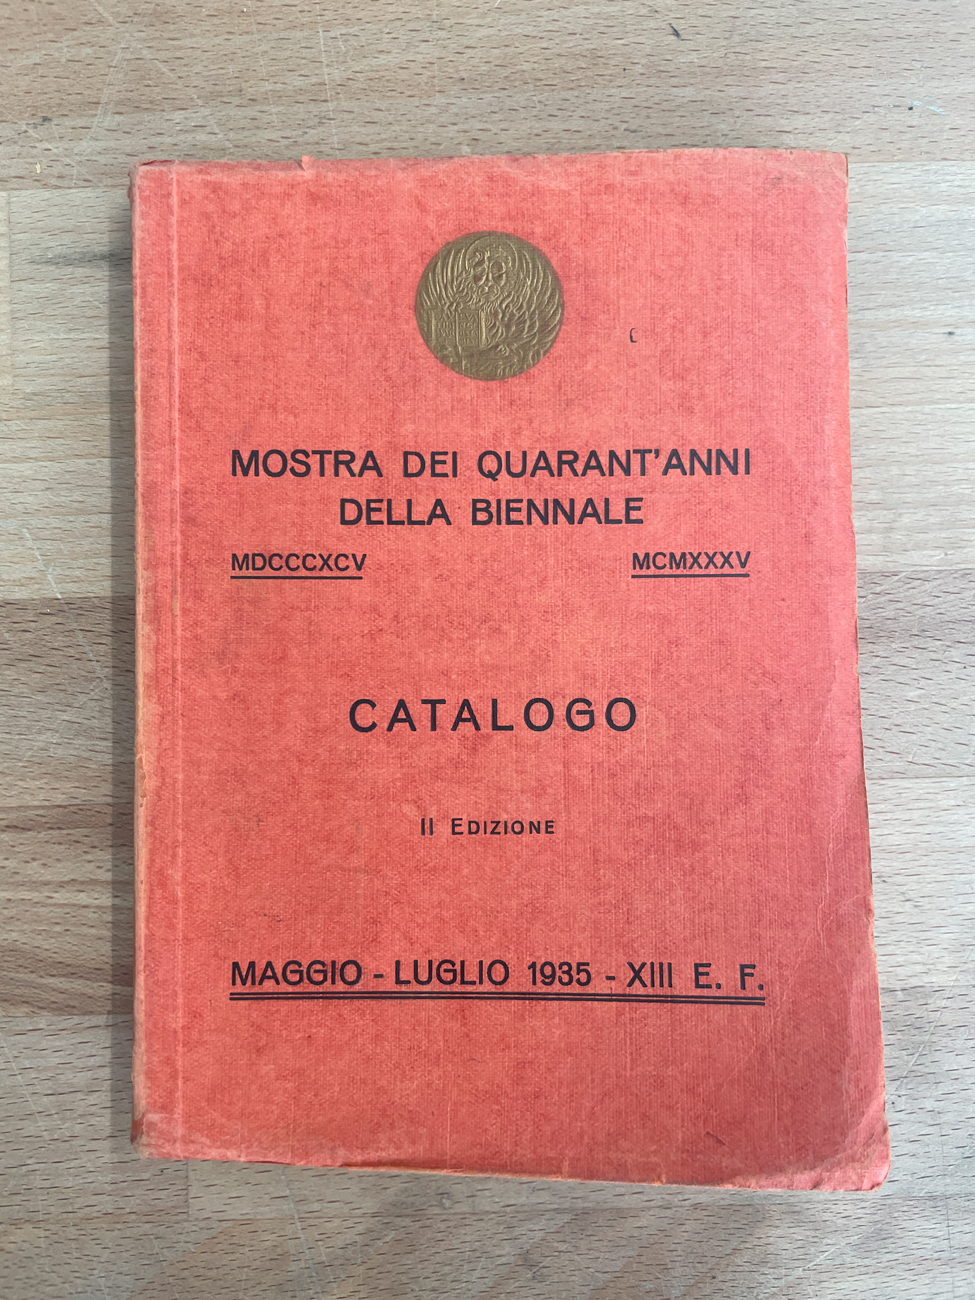 MOSTRA DEI QUARANT'ANNI
DELLA BIENNALE
MDCCCXCV MCMXXXV
CATALOGO
II EDIZIONE
MAGGIO - LUGLIO 1935 - XIII E. F.